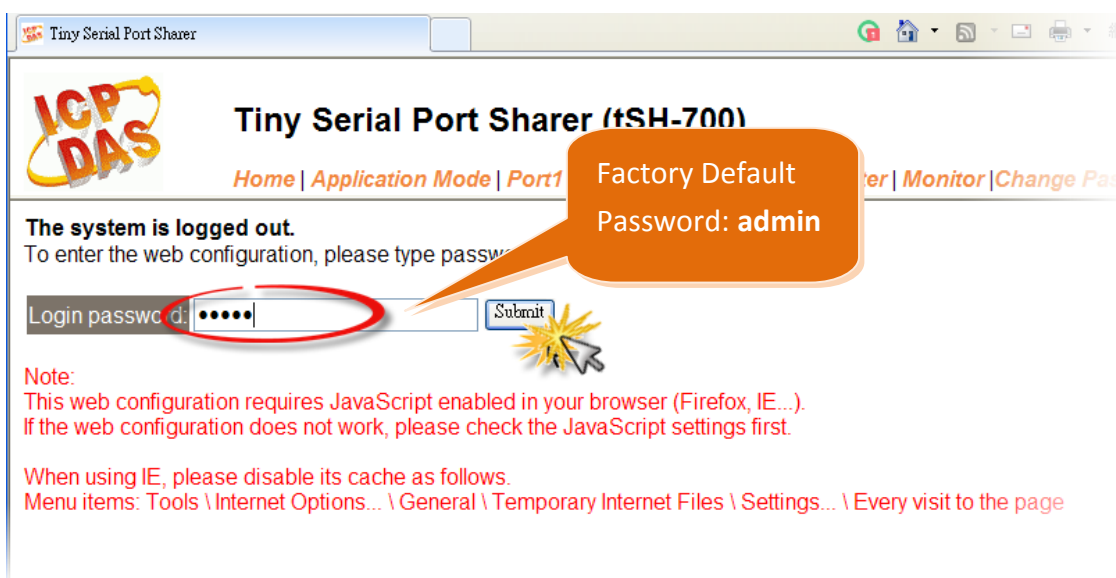 Tiny Serial Port Sharer
ICP DAS
Tiny Serial Port Sharer (tSH-700)
Home | Application Mode | Port1 | Monitor |Change
Factory Default
Password: admin
The system is logged out.
To enter the web configuration, please type
Login password: •••••
Submit
Note:
This web configuration requires JavaScript enabled in your browser (Firefox, IE...).
If the web configuration does not work, please check the JavaScript settings first.
When using IE, please disable its cache as follows.
Menu items: Tools \ Internet Options... \ General \ Temporary Internet Files \ Settings... \ Every visit to the page